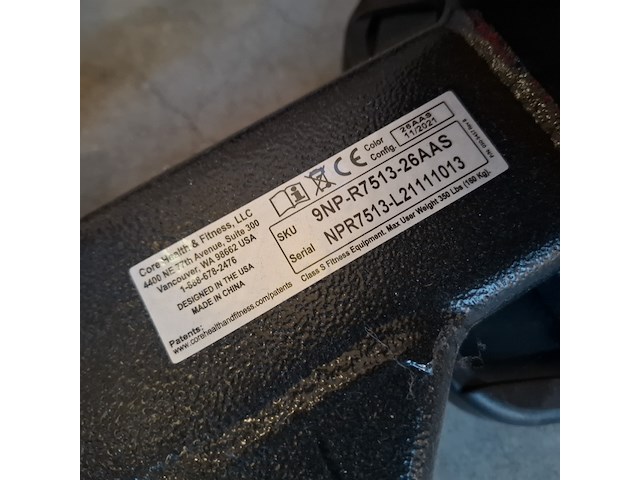 Core Health & Fitness, LLC
4400 NE 77th Avenue, Suite 300
Vancouver, WA 98662 USA
1-888-678-2476
DESIGNED IN THE USA
MADE IN CHINA
Patents:
www.corehealthandfitness.com/patents
CE
Color 26AAS
Config. 11/2021
SKU 9NP-R7513-26AAS
Serial NPR7513-L21111013
Class S Fitness Equipment. Max User Weight 350 Lbs (160 Kg).